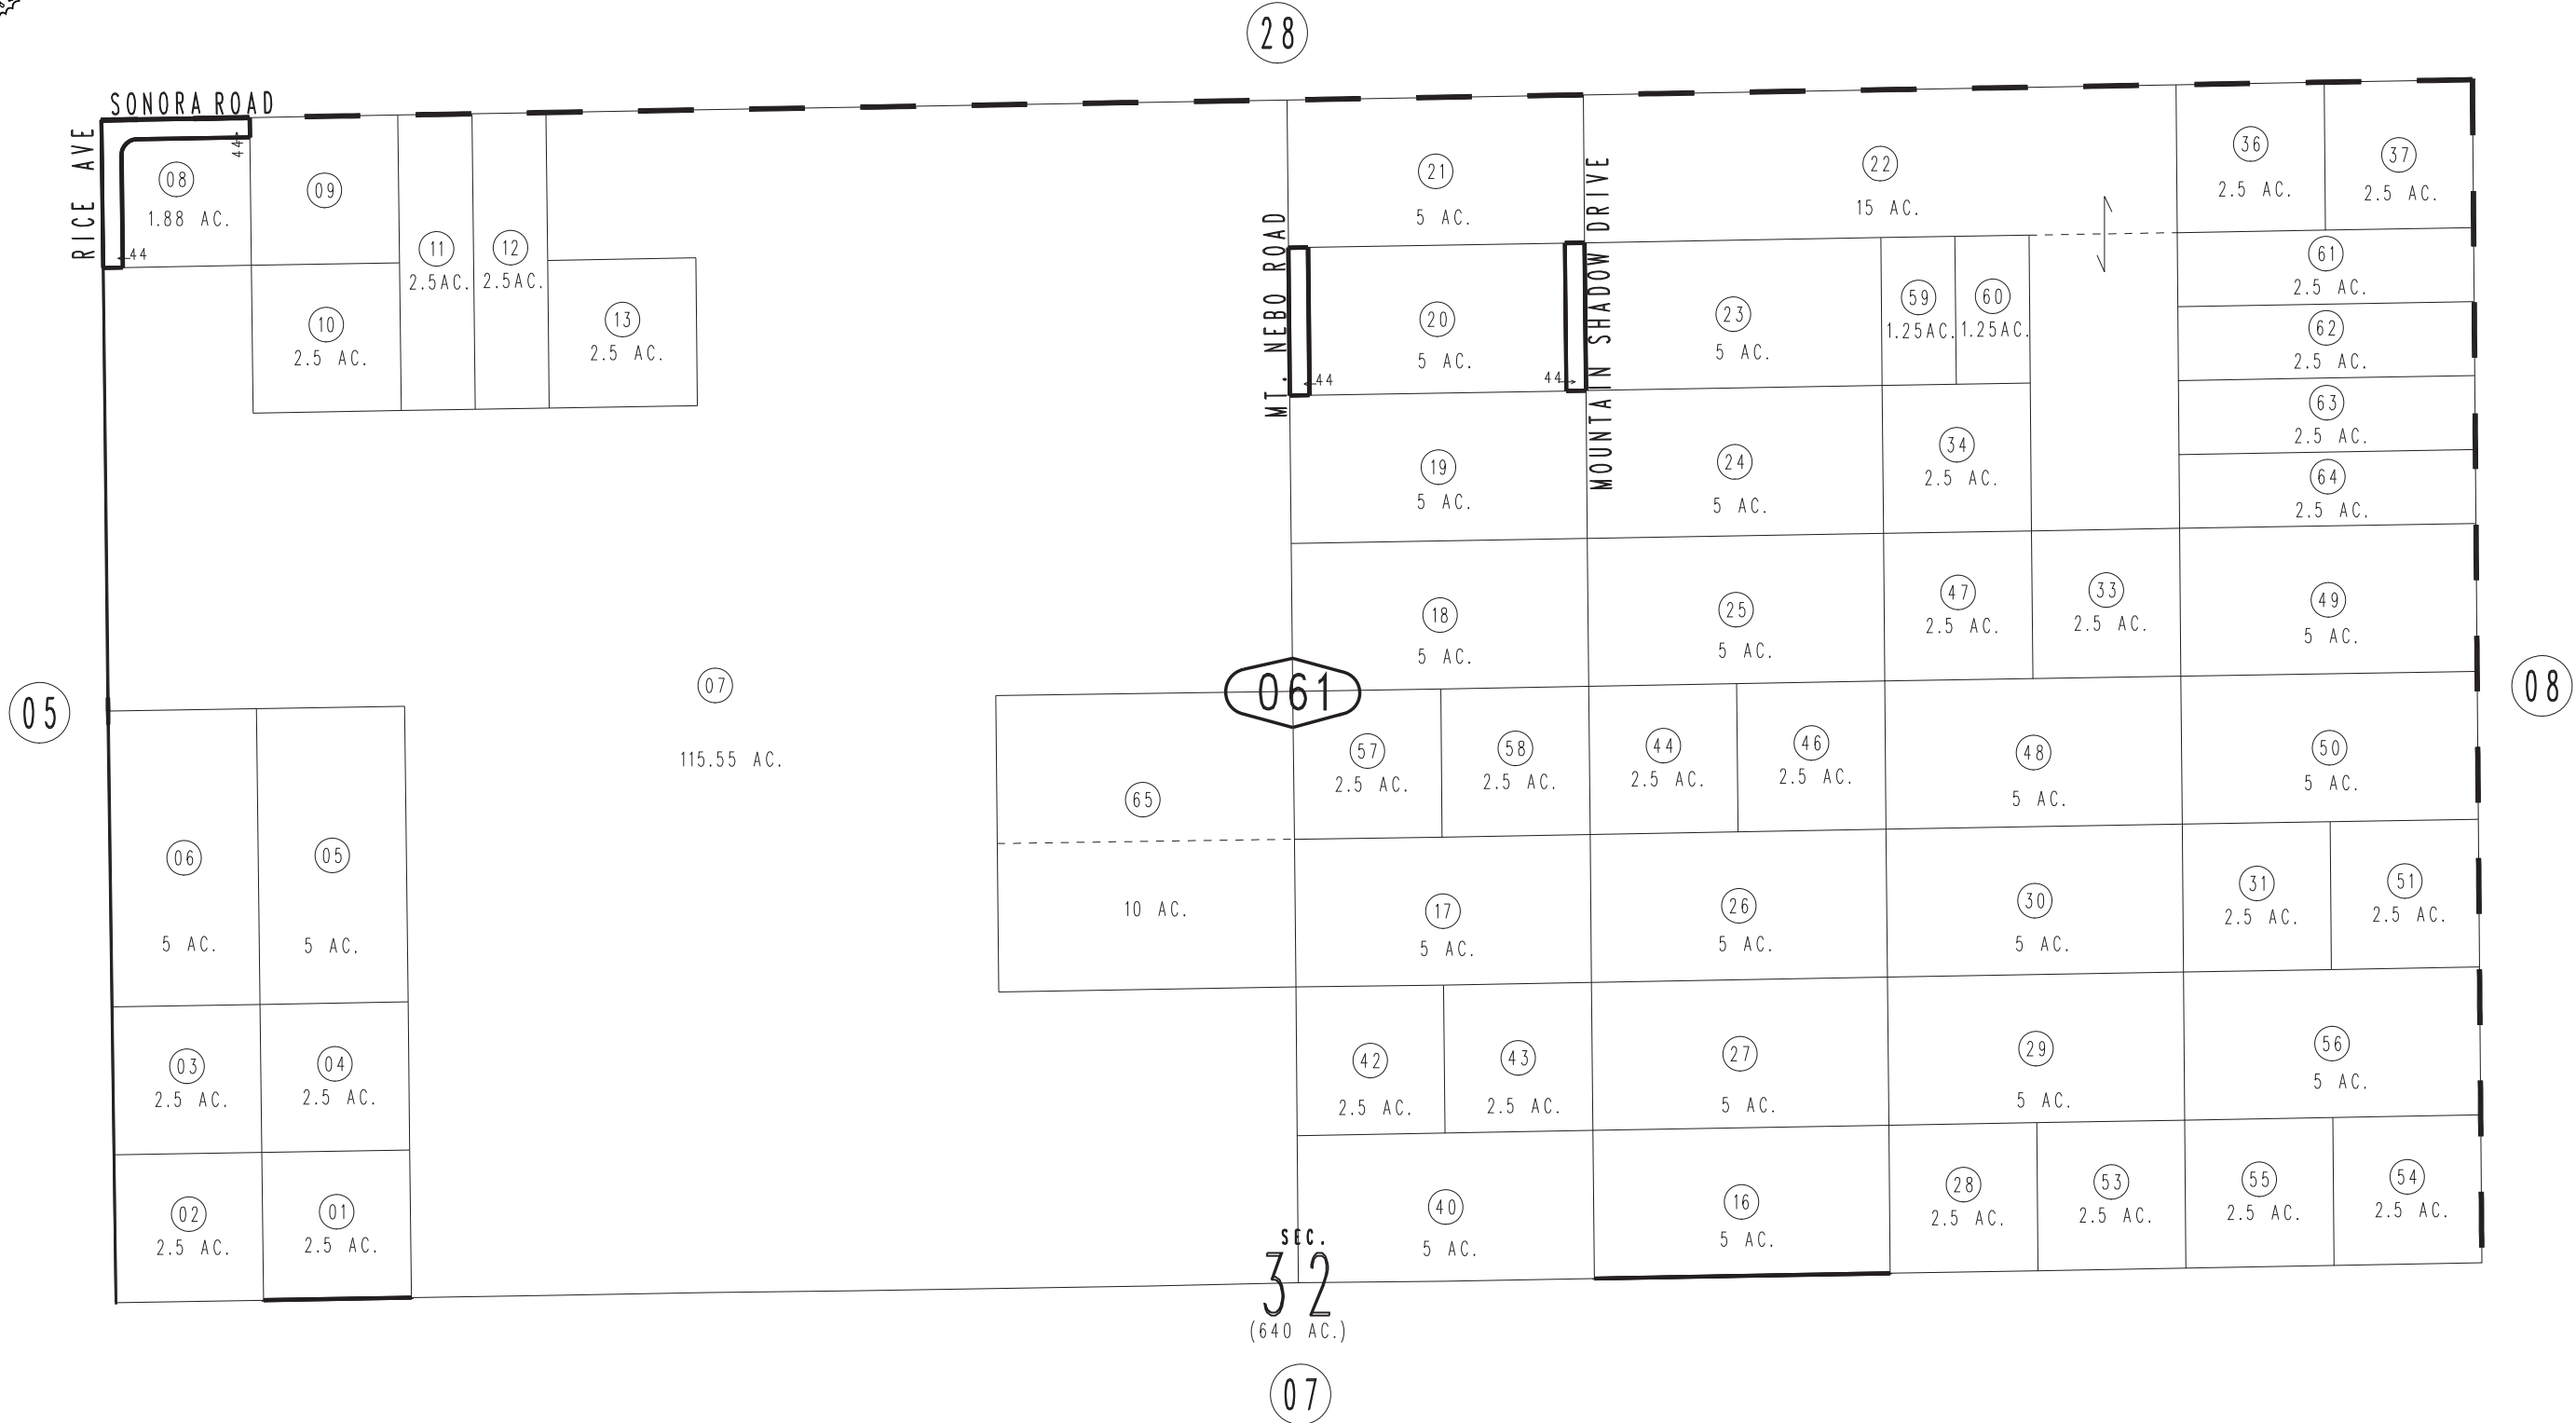 28
SONORA ROAD
RICE AVE
44
08
1.88 AC.
44
09
10
2.5 AC.
11
2.5AC.
12
2.5AC.
13
2.5 AC.
MT. NEBO ROAD
21
5 AC.
20
5 AC.
44
44
MOUNTAIN SHADOW DRIVE
22
15 AC.
36
2.5 AC.
37
2.5 AC.
23
5 AC.
59
1.25AC.
60
1.25AC.
61
2.5 AC.
62
2.5 AC.
63
2.5 AC.
64
2.5 AC.
19
5 AC.
24
5 AC.
34
2.5 AC.
18
5 AC.
25
5 AC.
47
2.5 AC.
33
2.5 AC.
49
5 AC.
05
07
115.55 AC.
061
08
65
10 AC.
57
2.5 AC.
58
2.5 AC.
44
2.5 AC.
46
2.5 AC.
48
5 AC.
50
5 AC.
06
5 AC.
05
5 AC.
17
5 AC.
26
5 AC.
30
5 AC.
31
2.5 AC.
51
2.5 AC.
03
2.5 AC.
04
2.5 AC.
42
2.5 AC.
43
2.5 AC.
27
5 AC.
29
5 AC.
56
5 AC.
02
2.5 AC.
01
2.5 AC.
40
5 AC.
16
5 AC.
28
2.5 AC.
53
2.5 AC.
55
2.5 AC.
54
2.5 AC.
SEC.
32
(640 AC.)
07